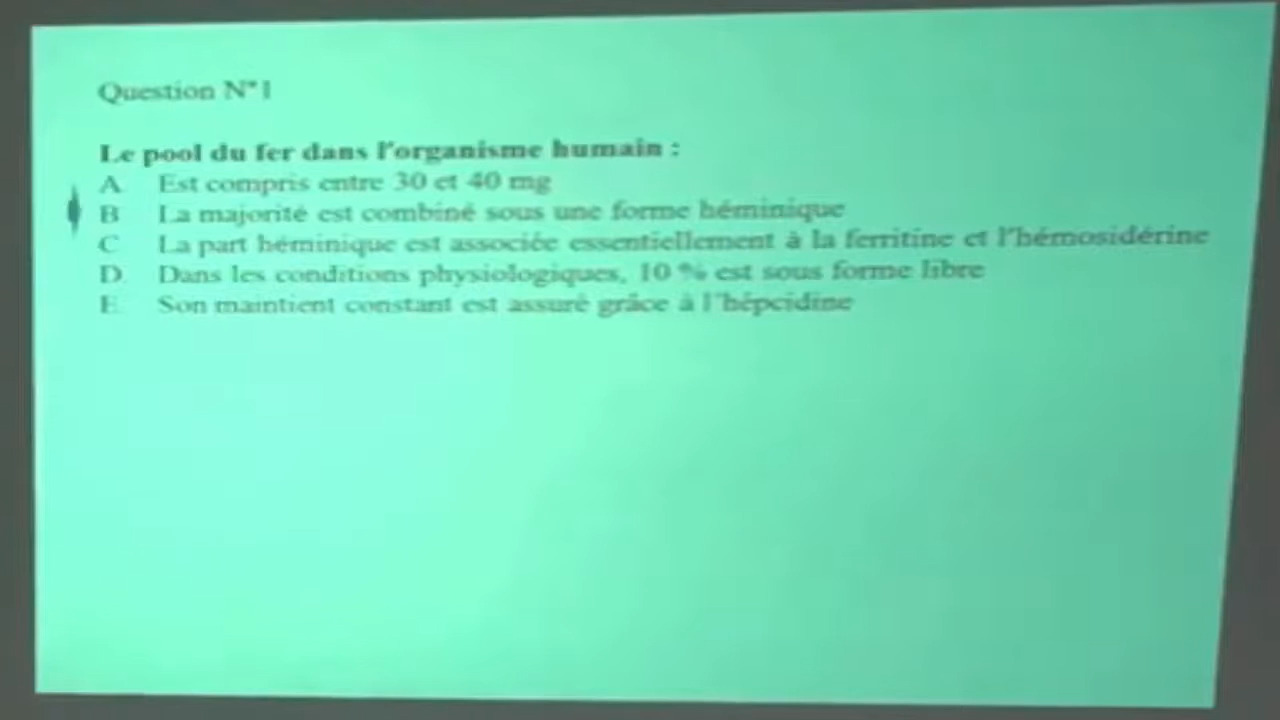 Question N°1
Le pool du fer dans l'organisme humain :
A Est compris entre 30 et 40 mg
B La majorité est combiné sous une forme héminique
C La part héminique est associée essentiellement à la ferritine et l'hémosidérine
D. Dans les conditions physiologiques, 10 % est sous forme libre
E. Son maintient constant est assuré grâce à l'hépcidine